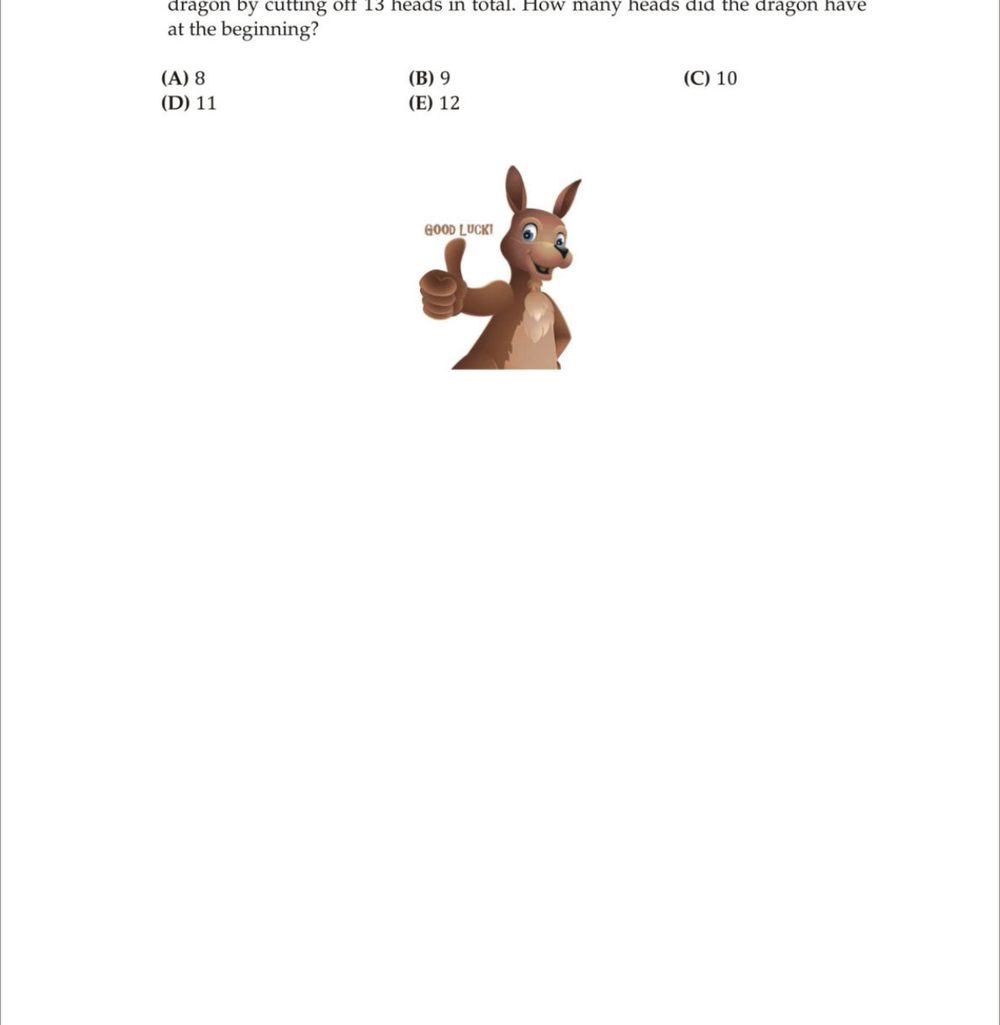 dragon by cutting off 13 heads in total. How many heads did the dragon have
at the beginning?
(A) 8 (B) 9 (C) 10
(D) 11 (E) 12
GOOD LUCK!